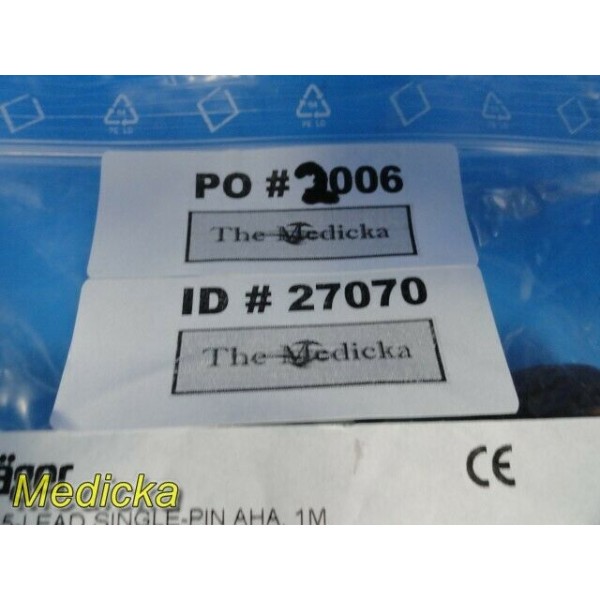 PO # 2006
The Medicka
ID # 27070
The Medicka
CE
Medicka
5-LEAD SINGLE-PIN AHA, 1M